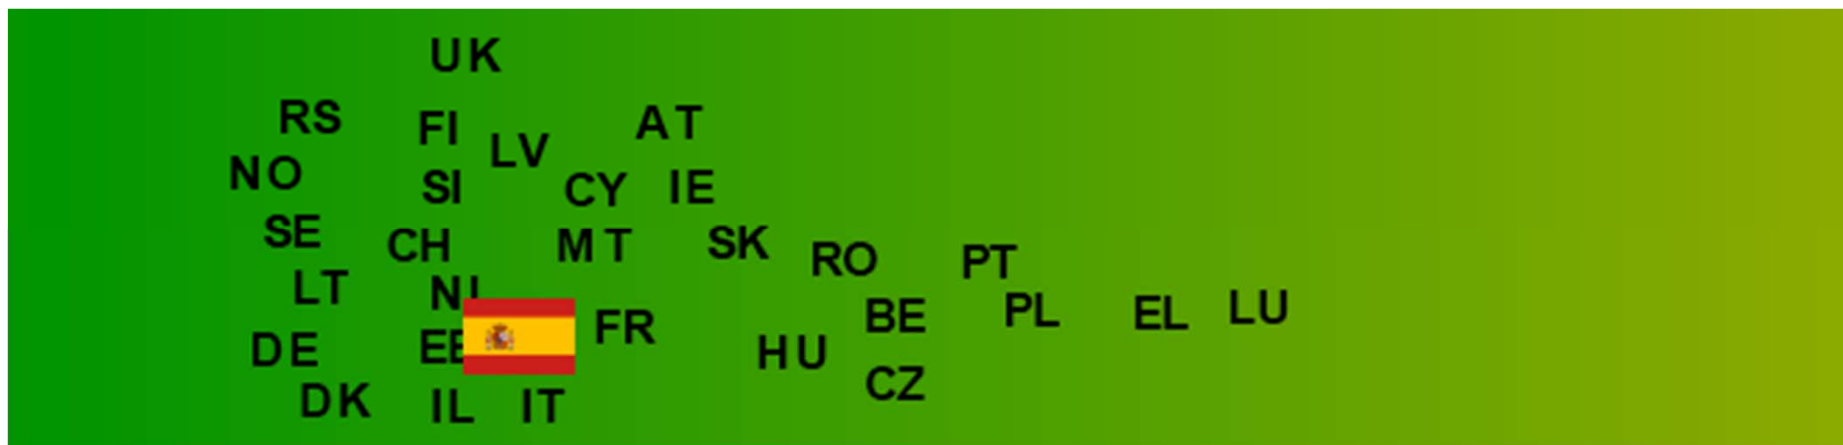 UK
RS FI LV AT
NO SI CY IE
SE CH MT SK RO PT
LT BE PL EL LU
DE FR HU
DK IL IT CZ